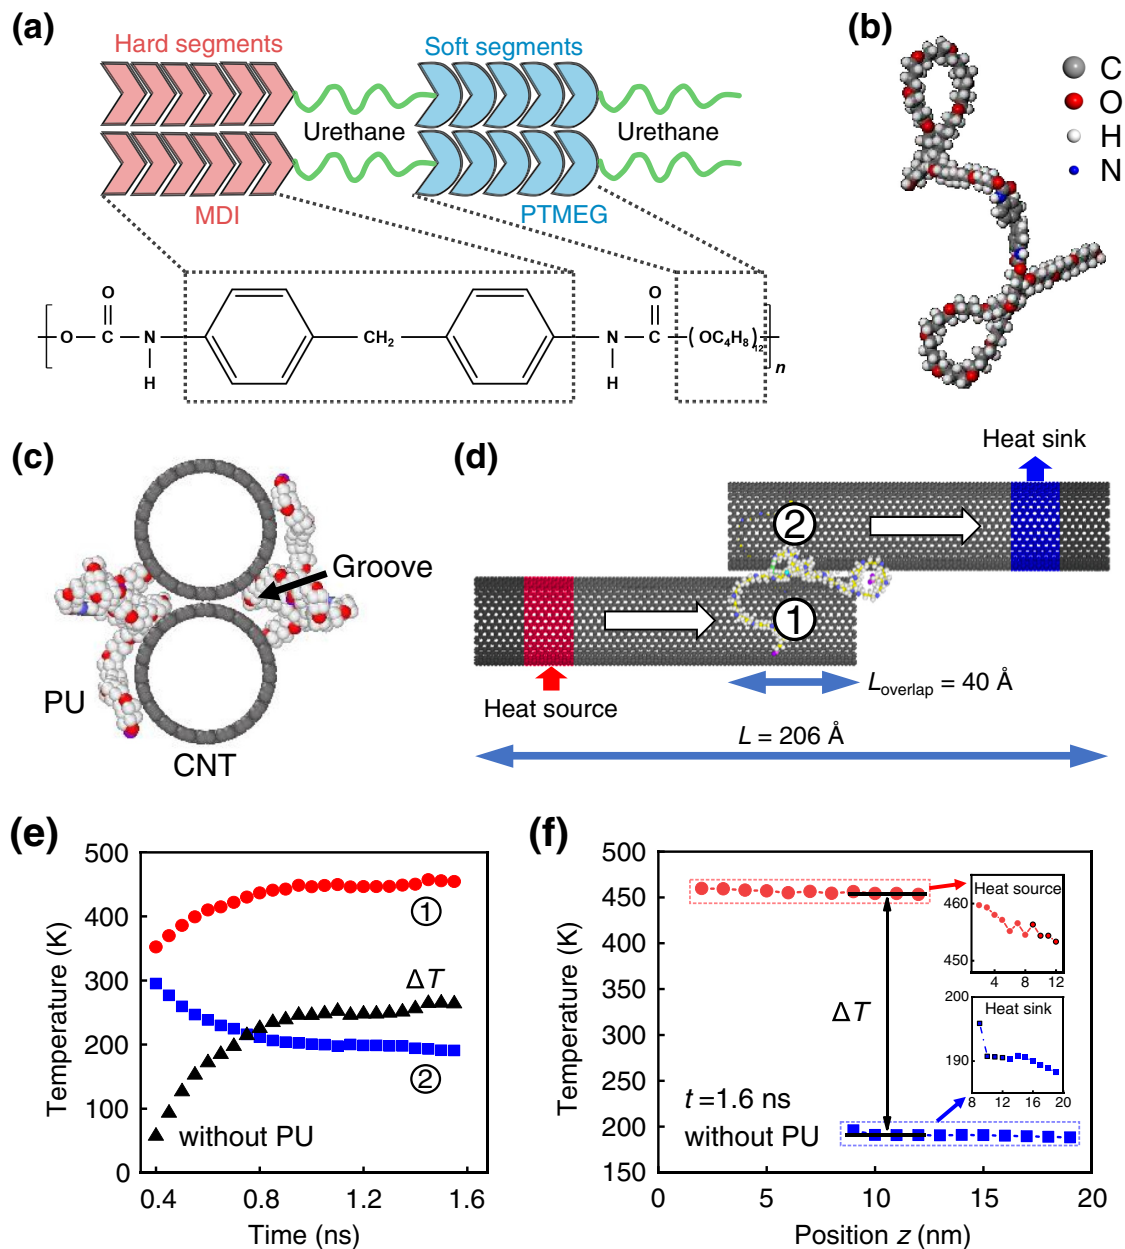 (a)
Hard segments
Soft segments
Urethane
Urethane
MDI
PTMEG
O
O
O
C
N
CH2
N
C
(OC4H8)12
H
H
n
(b)
C
O
H
N
(c)
Groove
PU
CNT
(d)
Heat sink
2
1
Heat source
Loverlap = 40 Å
L = 206 Å
(e)
Temperature (K)
500
400
300
200
100
0
1
ΔT
2
without PU
0.4 0.8 1.2 1.6
Time (ns)
(f)
Temperature (K)
500
450
400
350
300
250
200
150
Heat source
460
450
4 8 12
ΔT
200
Heat sink
190
8 12 16 20
t =1.6 ns
without PU
0 5 10 15 20
Position z (nm)